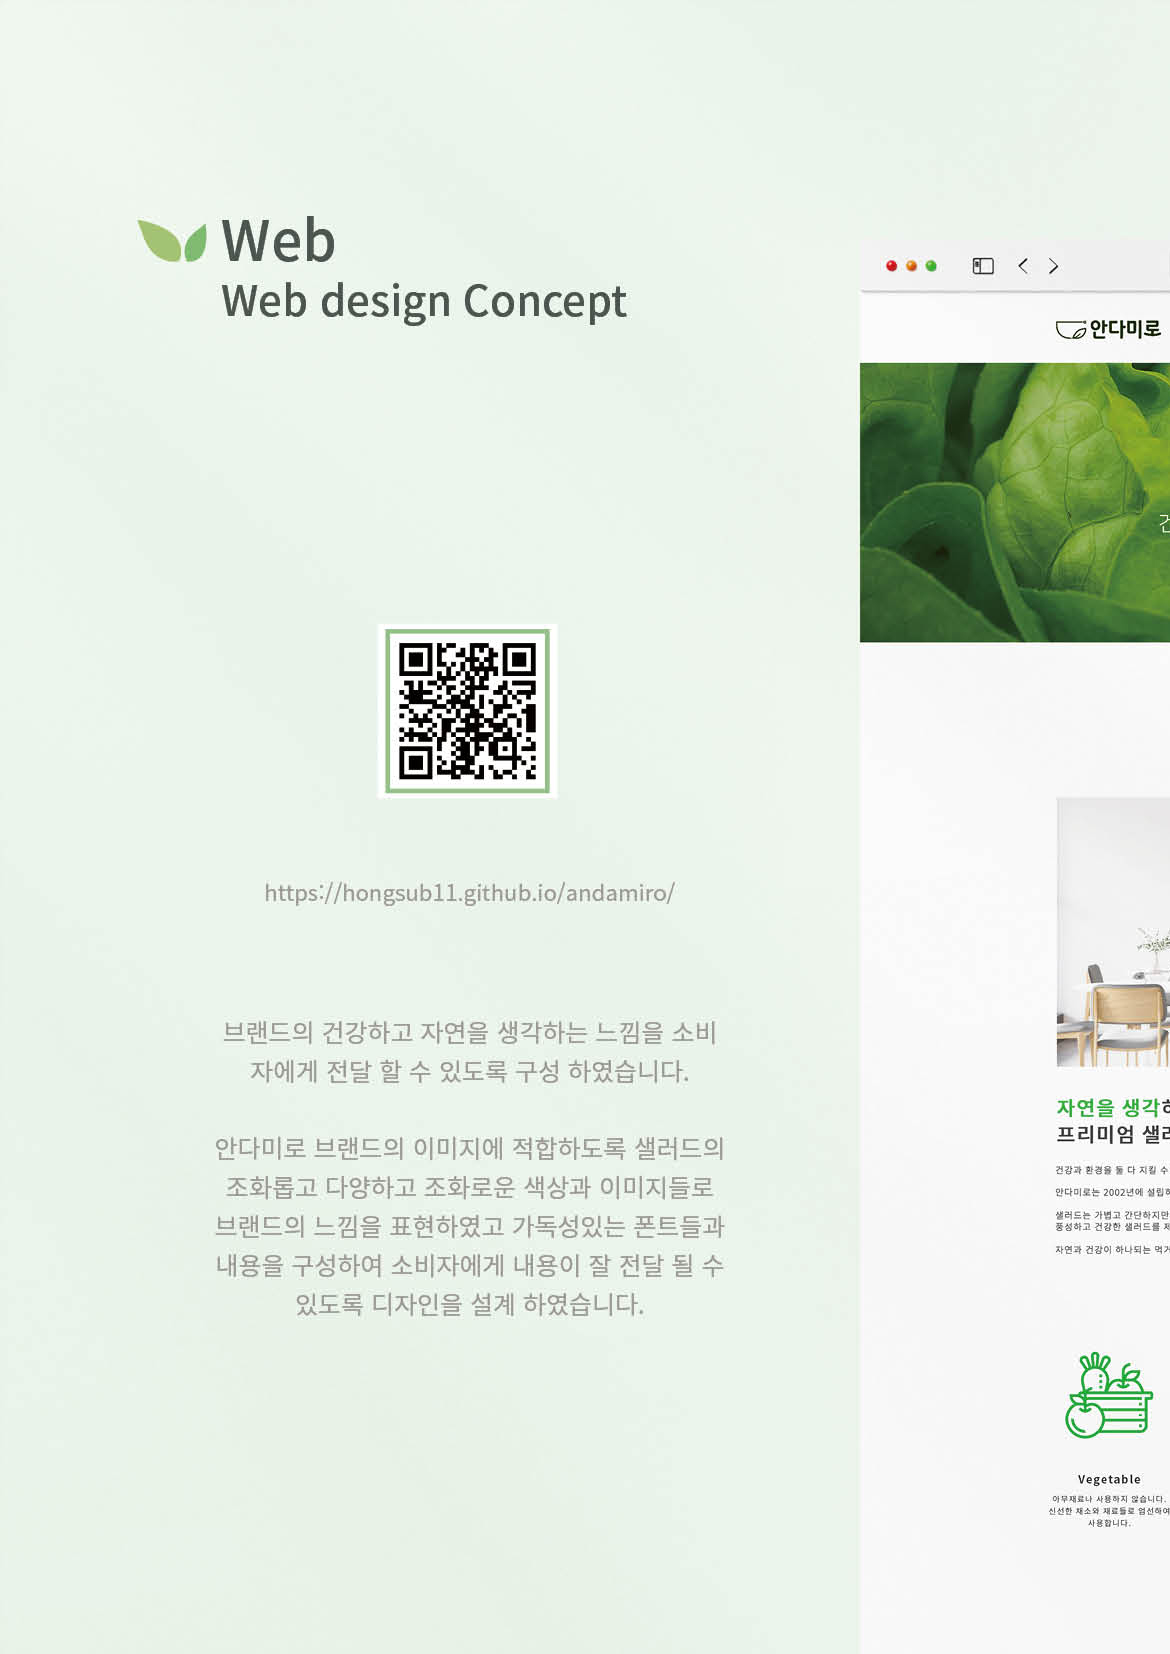 Web
Web design Concept
https://hongsub11.github.io/andamiro/
브랜드의 건강하고 자연을 생각하는 느낌을 소비
자에게 전달 할 수 있도록 구성 하였습니다.
안다미로 브랜드의 이미지에 적합하도록 샐러드의
조화롭고 다양하고 조화로운 색상과 이미지들로
브랜드의 느낌을 표현하였고 가독성있는 폰트들과
내용을 구성하여 소비자에게 내용이 잘 전달 될 수
있도록 디자인을 설계 하였습니다.
안다미로
자연을 생각
프리미엄
건강과 환경을 둘 다 지킬 수
안다미로는 2002년에 설립
샐러드는 가볍고 간단하지만
풍성하고 건강한 샐러드를
자연과 건강이 하나되는
Vegetable
아무재료나 사용하지 않습니다.
신선한 채소와 재료들로 엄선하여
사용합니다.